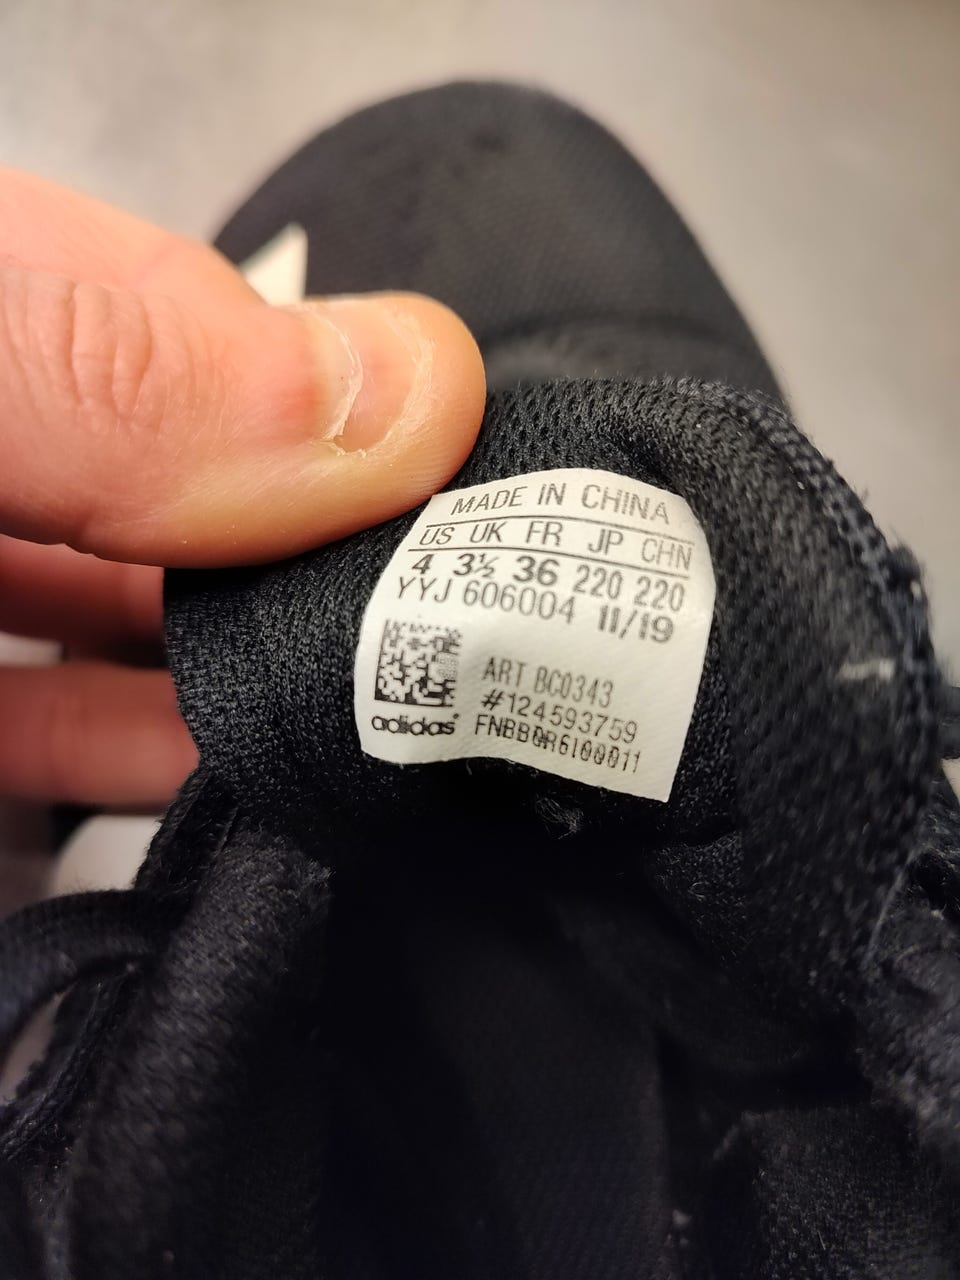 MADE IN CHINA
US UK FR JP CHN
4 3½ 36 220 220
YYJ 606004 11/19
ART BC0343
#124593759
adidas